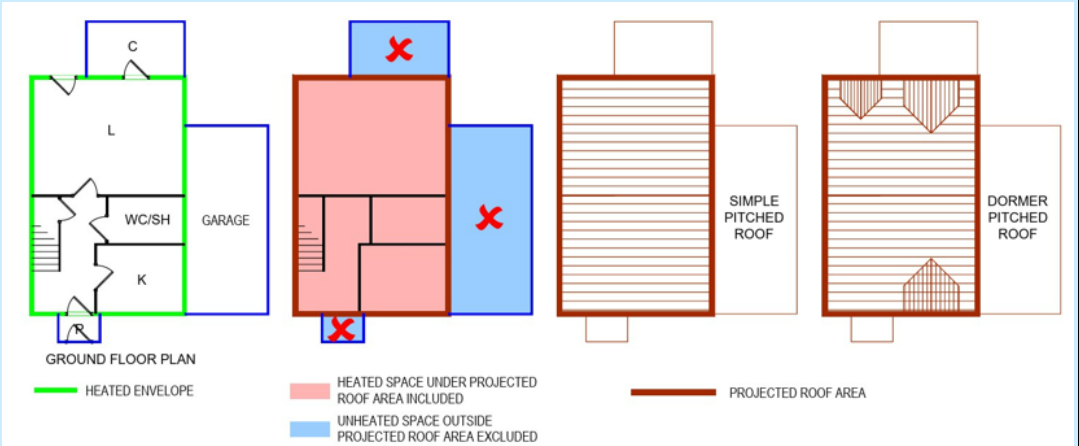 C
L
WC/SH
GARAGE
K
P
GROUND FLOOR PLAN
HEATED ENVELOPE
HEATED SPACE UNDER PROJECTED
ROOF AREA INCLUDED
UNHEATED SPACE OUTSIDE
PROJECTED ROOF AREA EXCLUDED
SIMPLE
PITCHED
ROOF
DORMER
PITCHED
ROOF
PROJECTED ROOF AREA